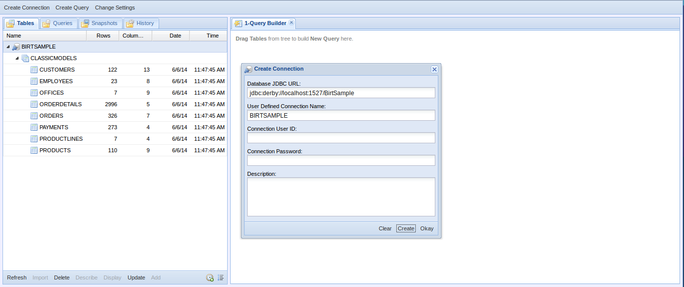 Create Connection Create Query Change Settings
Tables Queries Snapshots History
Name Rows Colum... Date Time
BIRTSAMPLE
CLASSICMODELS
CUSTOMERS 122 13 6/6/14 11:47:45 AM
EMPLOYEES 23 8 6/6/14 11:47:45 AM
OFFICES 7 9 6/6/14 11:47:45 AM
ORDERDETAILS 2996 5 6/6/14 11:47:45 AM
ORDERS 326 7 6/6/14 11:47:45 AM
PAYMENTS 273 4 6/6/14 11:47:45 AM
PRODUCTLINES 7 4 6/6/14 11:47:45 AM
PRODUCTS 110 9 6/6/14 11:47:45 AM
Refresh Import Delete Describe Display Update Add
1-Query Builder
Drag Tables from tree to build New Query here.
Create Connection
Database JDBC URL:
jdbc:derby://localhost:1527/BirtSample
User Defined Connection Name:
BIRTSAMPLE
Connection User ID:
Connection Password:
Description:
Clear Create Okay